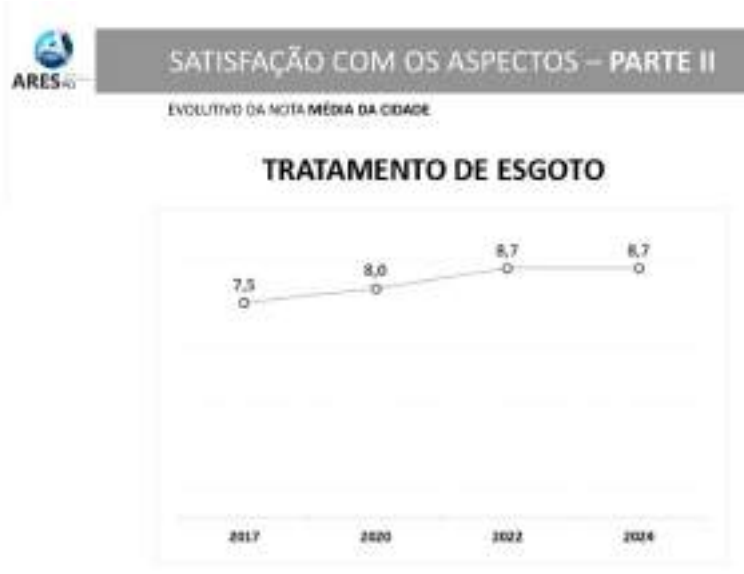 ARES
SATISFAÇÃO COM OS ASPECTOS – PARTE II
EVOLUTIVO DA NOTA MÉDIA DA CIDADE
TRATAMENTO DE ESGOTO
7,5
8,0
8,7
8,7
2017
2020
2022
2024